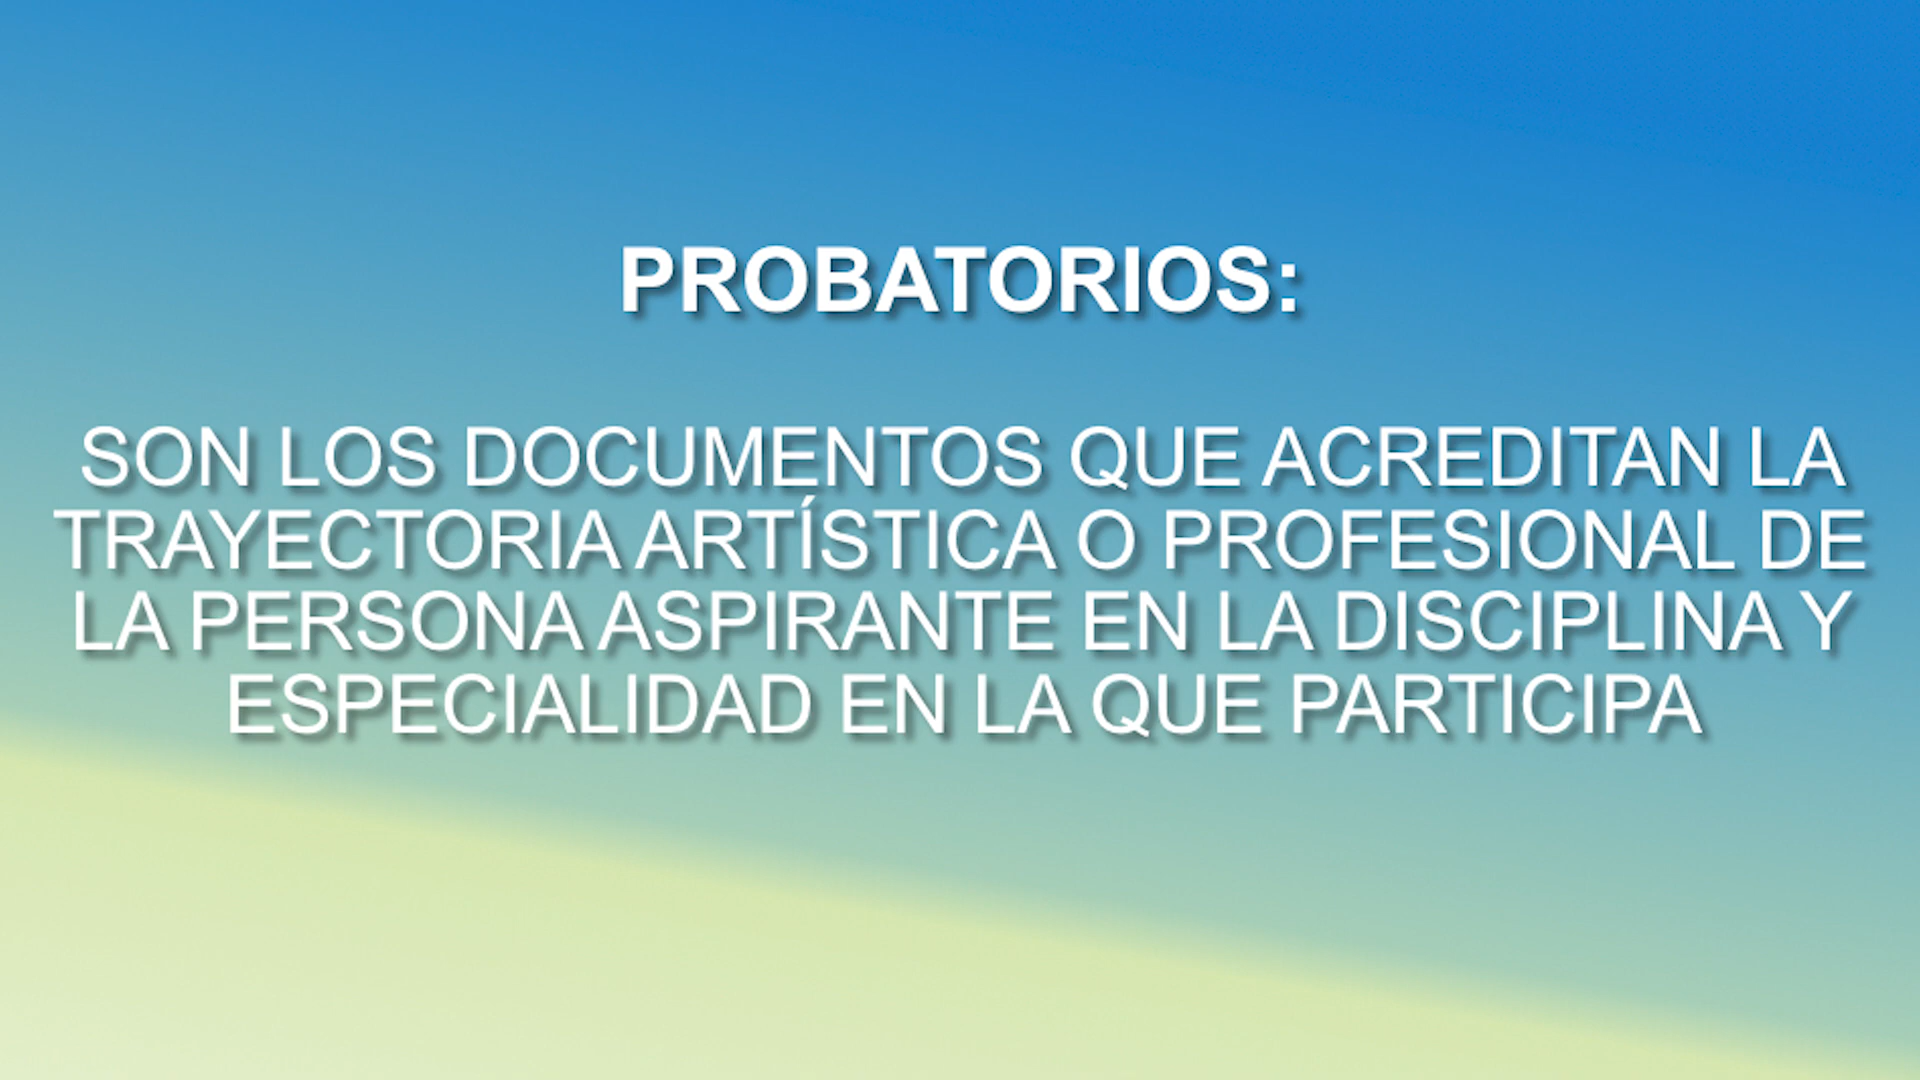 PROBATORIOS:
SON LOS DOCUMENTOS QUE ACREDITAN LA
TRAYECTORIA ARTÍSTICA O PROFESIONAL DE
LA PERSONA ASPIRANTE EN LA DISCIPLINA Y
ESPECIALIDAD EN LA QUE PARTICIPA